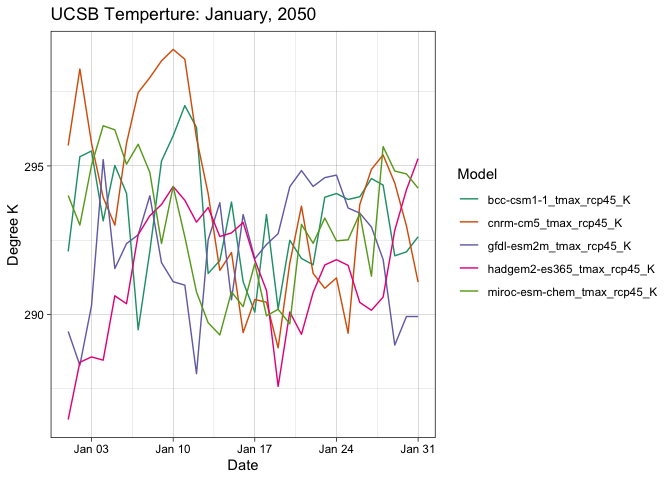 UCSB Temperture: January, 2050
295
290
Degree K
Jan 03 Jan 10 Jan 17 Jan 24 Jan 31
Date
Model
bcc-csm1-1_tmax_rcp45_K
cnrm-cm5_tmax_rcp45_K
gfdl-esm2m_tmax_rcp45_K
hadgem2-es365_tmax_rcp45_K
miroc-esm-chem_tmax_rcp45_K